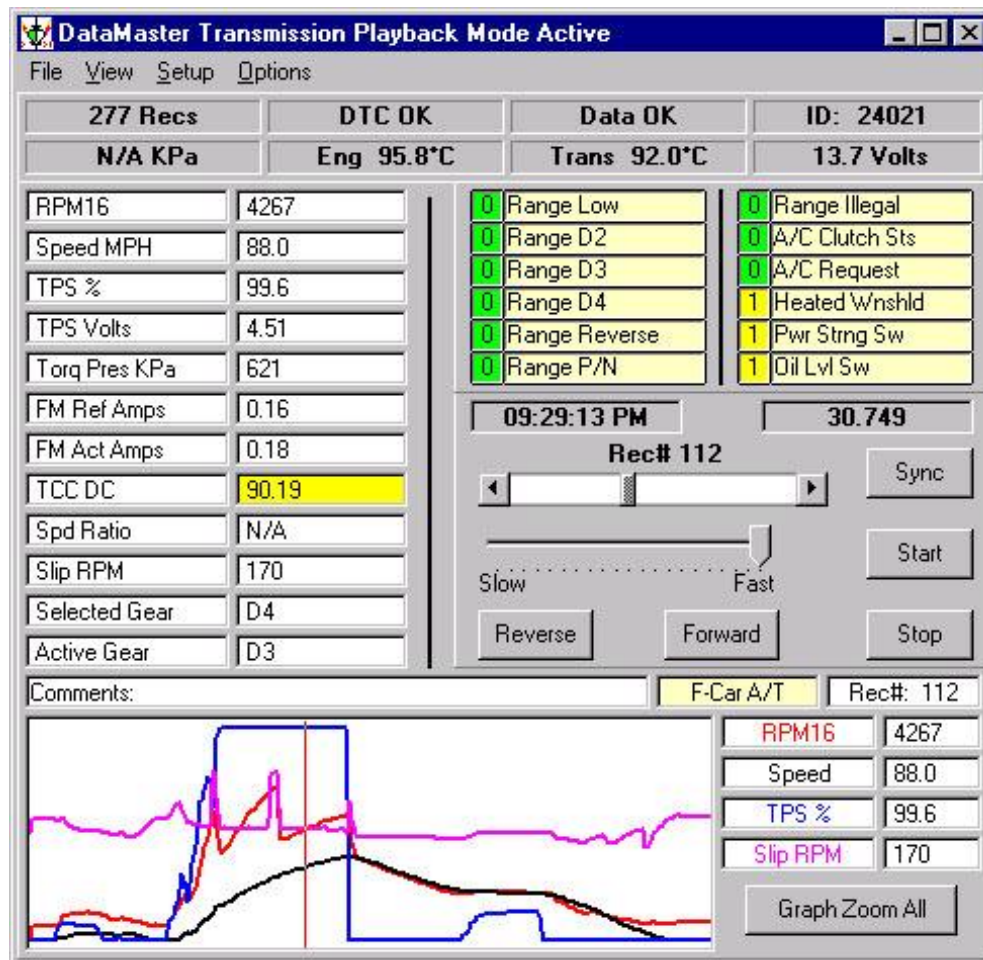 DataMaster Transmission Playback Mode Active
File View Setup Options
277 Recs DTC OK Data OK ID: 24021
N/A KPa Eng 95.8°C Trans 92.0°C 13.7 Volts
RPM16 4267
Speed MPH 88.0
TPS % 99.6
TPS Volts 4.51
Torq Pres KPa 621
FM Ref Amps 0.16
FM Act Amps 0.18
TCC DC 90.19
Spd Ratio N/A
Slip RPM 170
Selected Gear D4
Active Gear D3
0 Range Low 0 Range Illegal
0 Range D2 0 A/C Clutch Sts
0 Range D3 0 A/C Request
0 Range D4 1 Heated Wnshld
0 Range Reverse 1 Pwr Strng Sw
0 Range P/N 1 Oil Lvl Sw
09:29:13 PM 30.749
Rec# 112
Sync
Slow Fast
Start
Reverse Forward Stop
Comments: F-Car A/T Rec#: 112
RPM16 4267
Speed 88.0
TPS % 99.6
Slip RPM 170
Graph Zoom All